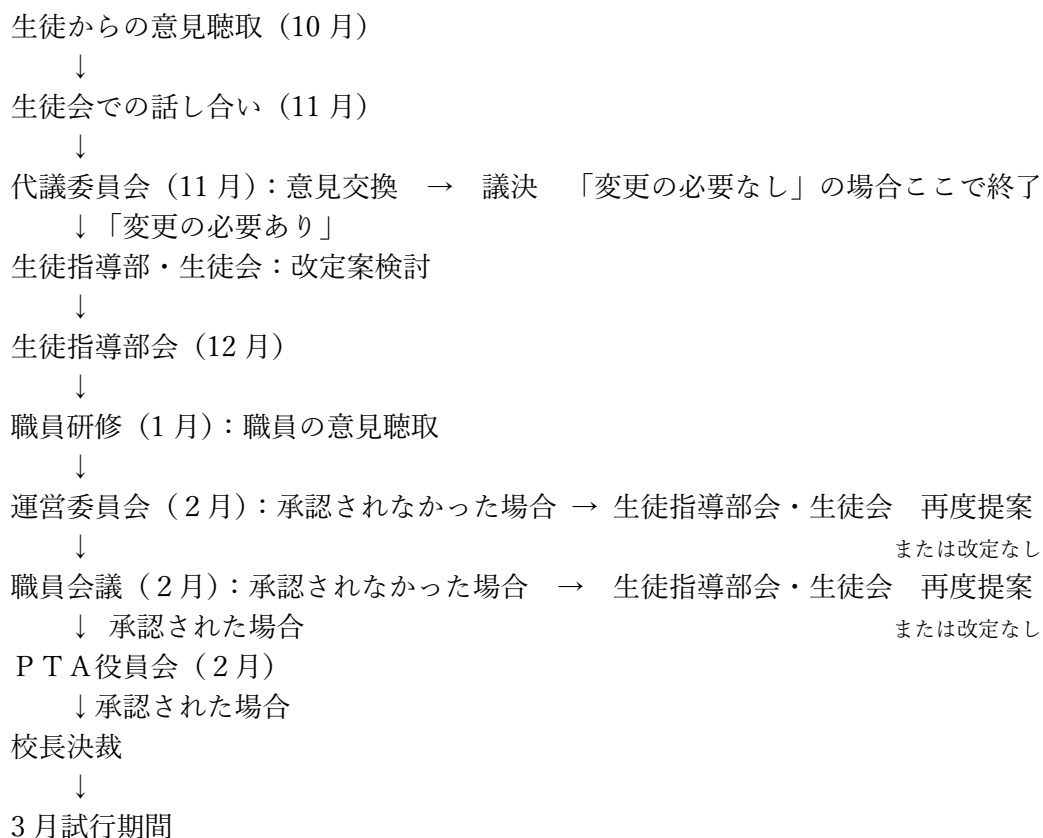 生徒からの意見聴取（10 月）
↓
生徒会での話し合い（11 月）
↓
代議委員会（11 月）：意見交換　→　議決　「変更の必要なし」の場合ここで終了
↓「変更の必要あり」
生徒指導部・生徒会：改定案検討
↓
生徒指導部会（12 月）
↓
職員研修（1 月）：職員の意見聴取
↓
運営委員会（２月）：承認されなかった場合 → 生徒指導部会・生徒会　再度提案
↓　または改定なし
職員会議（２月）：承認されなかった場合　→　生徒指導部会・生徒会　再度提案
↓ 承認された場合　または改定なし
ＰＴＡ役員会（２月）
↓承認された場合
校長決裁
↓
3 月試行期間